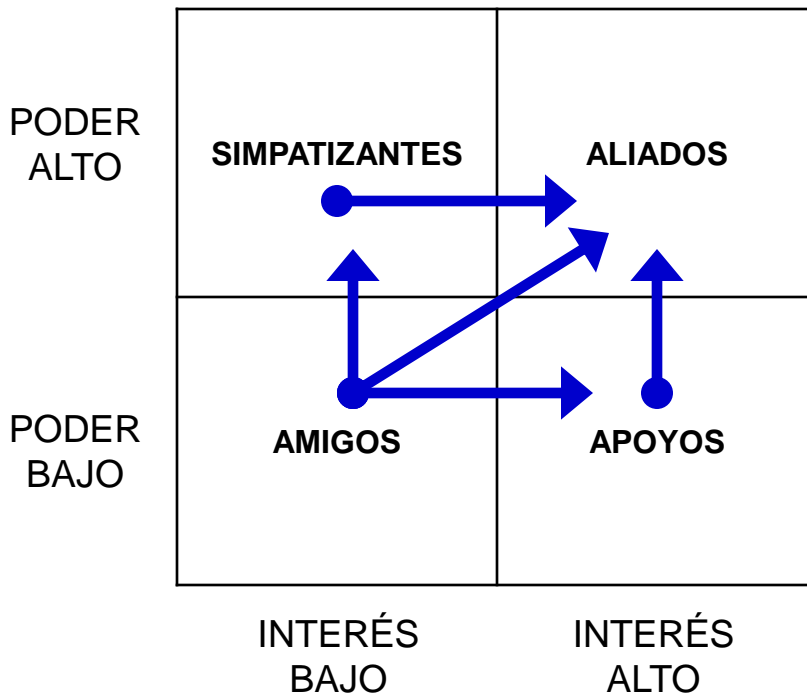 PODER
ALTO
SIMPATIZANTES
ALIADOS
PODER
BAJO
AMIGOS
APOYOS
INTERÉS
BAJO
INTERÉS
ALTO